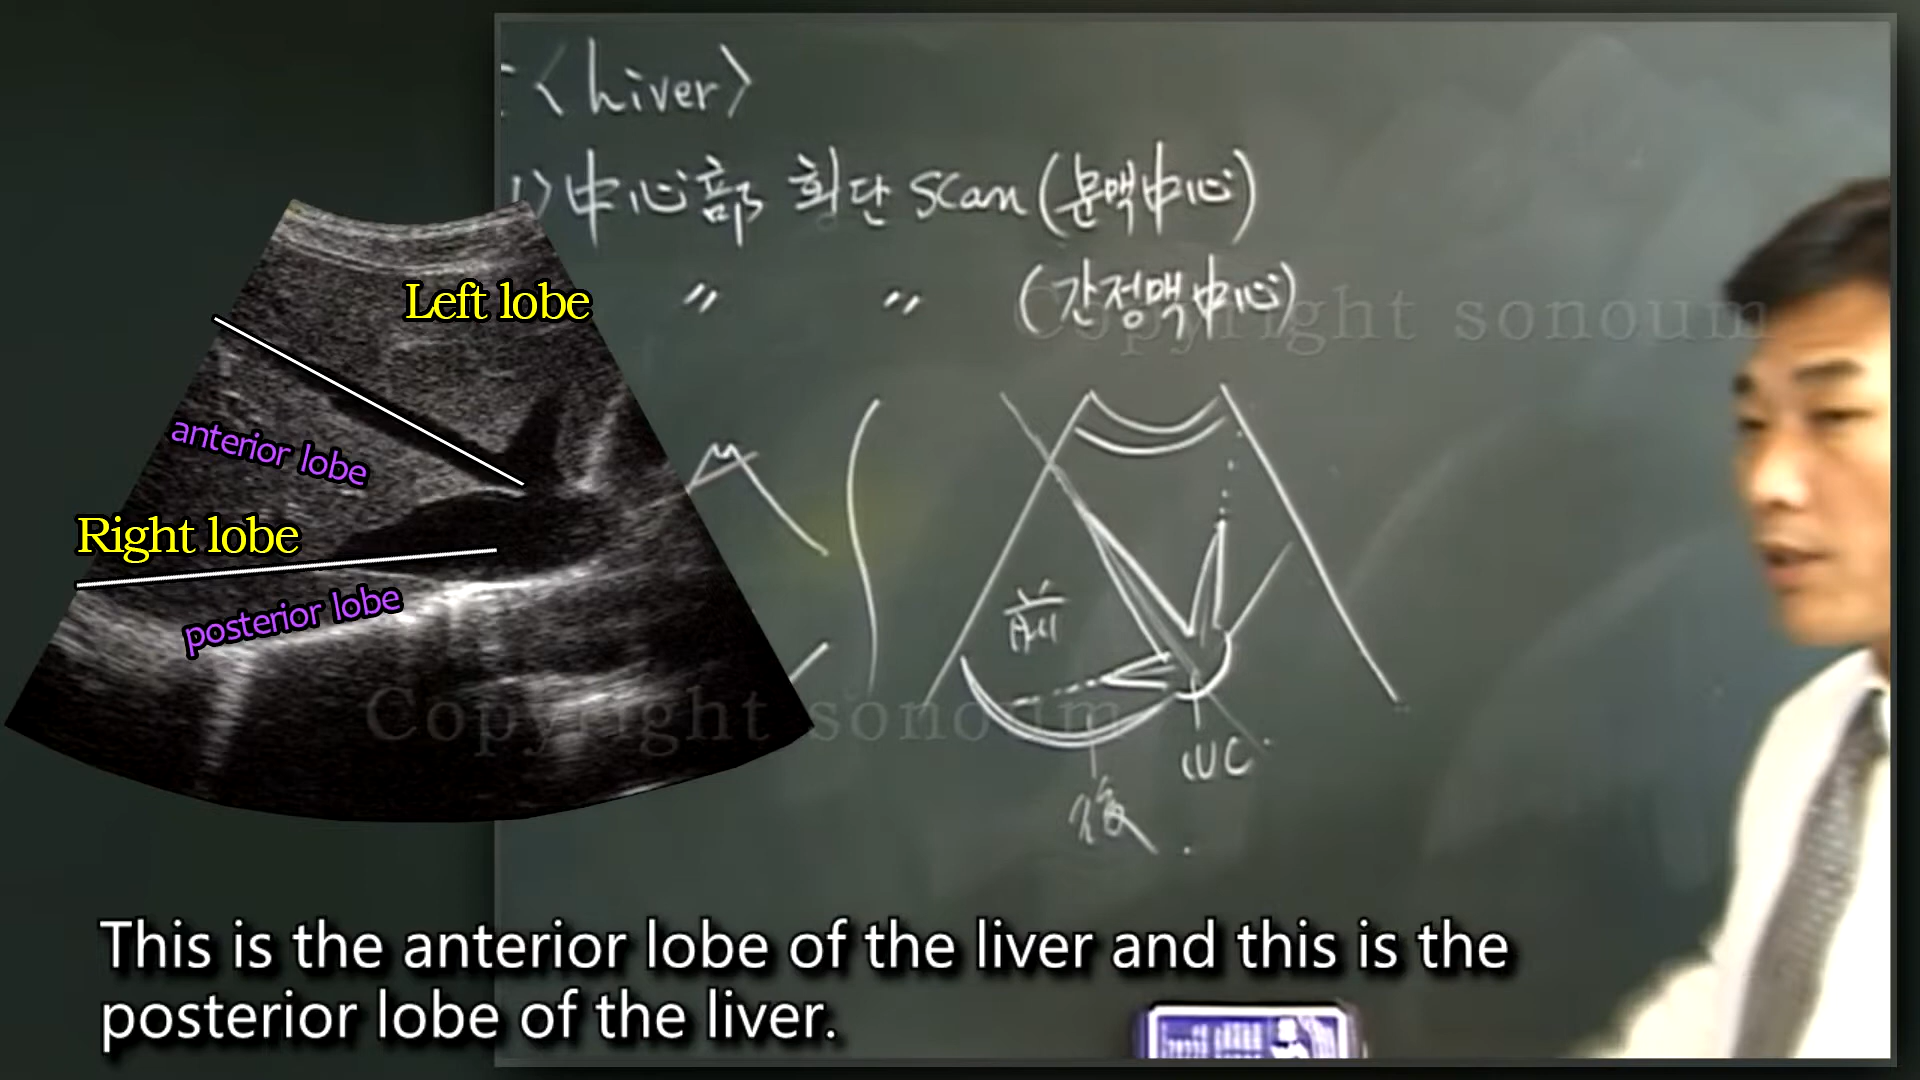 <Liver>
1) 中心部 횡단 scan (문맥中心)
〃 〃 (간정맥中心)
Copyright sonoum
Left lobe
anterior lobe
Right lobe
posterior lobe
前
Copyright sonoum
IVC
後
This is the anterior lobe of the liver and this is the
posterior lobe of the liver.